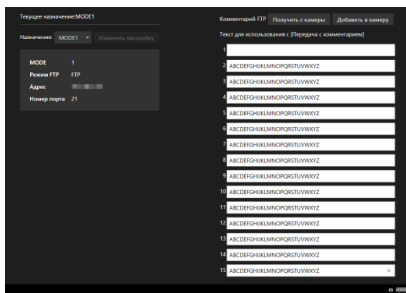 Текущее назначение:MODE1
Назначение: MODE1 Изменить настройку
MODE 1
Режим FTP FTP
Адрес
Номер порта 21
Комментарий FTP Получить с камеры Добавить в камеру
Текст для использования с [Передача с комментарием]
1
2 ABCDEFGHIJKLMNOPQRSTUVWXYZ
3 ABCDEFGHIJKLMNOPQRSTUVWXYZ
4 ABCDEFGHIJKLMNOPQRSTUVWXYZ
5 ABCDEFGHIJKLMNOPQRSTUVWXYZ
6 ABCDEFGHIJKLMNOPQRSTUVWXYZ
7 ABCDEFGHIJKLMNOPQRSTUVWXYZ
8 ABCDEFGHIJKLMNOPQRSTUVWXYZ
9 ABCDEFGHIJKLMNOPQRSTUVWXYZ
10 ABCDEFGHIJKLMNOPQRSTUVWXYZ
11 ABCDEFGHIJKLMNOPQRSTUVWXYZ
12 ABCDEFGHIJKLMNOPQRSTUVWXYZ
13 ABCDEFGHIJKLMNOPQRSTUVWXYZ
14 ABCDEFGHIJKLMNOPQRSTUVWXYZ
15 ABCDEFGHIJKLMNOPQRSTUVWXYZ